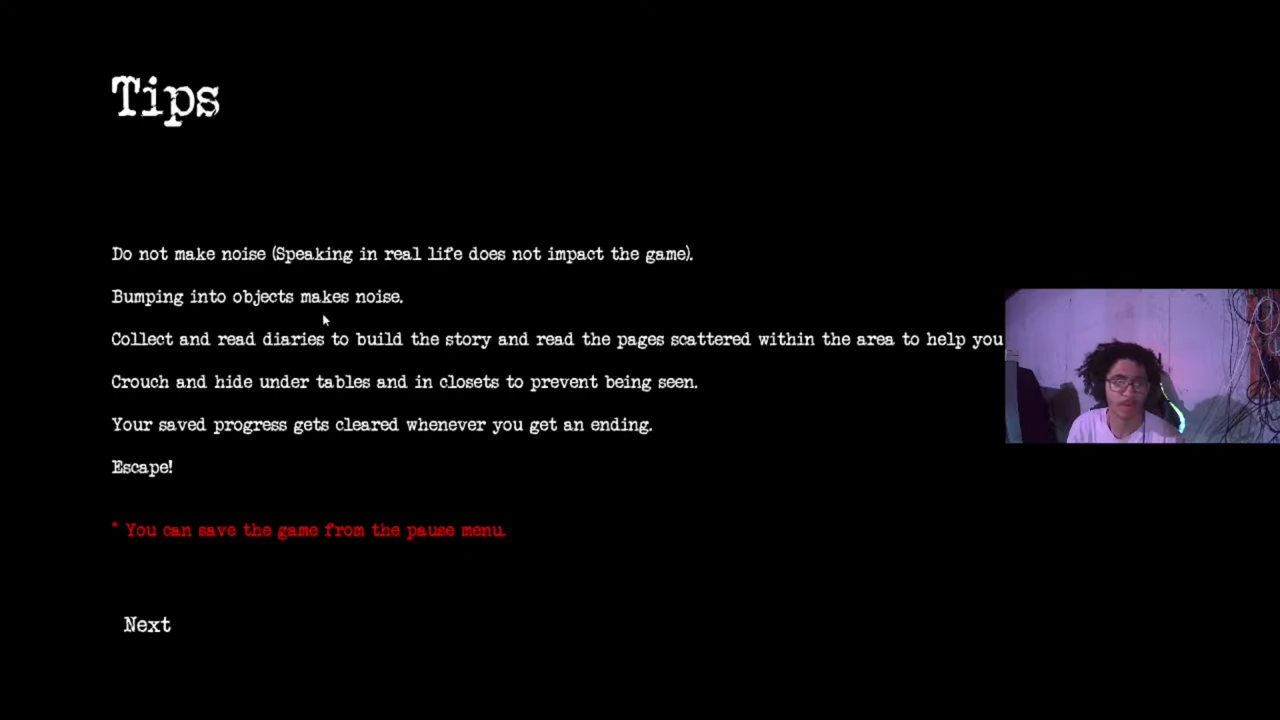 Tips
Do not make noise (Speaking in real life does not impact the game).
Bumping into objects makes noise.
Collect and read diaries to build the story and read the pages scattered within the area to help you
Crouch and hide under tables and in closets to prevent being seen.
Your saved progress gets cleared whenever you get an ending.
Escape!
* You can save the game from the pause menu.
Next